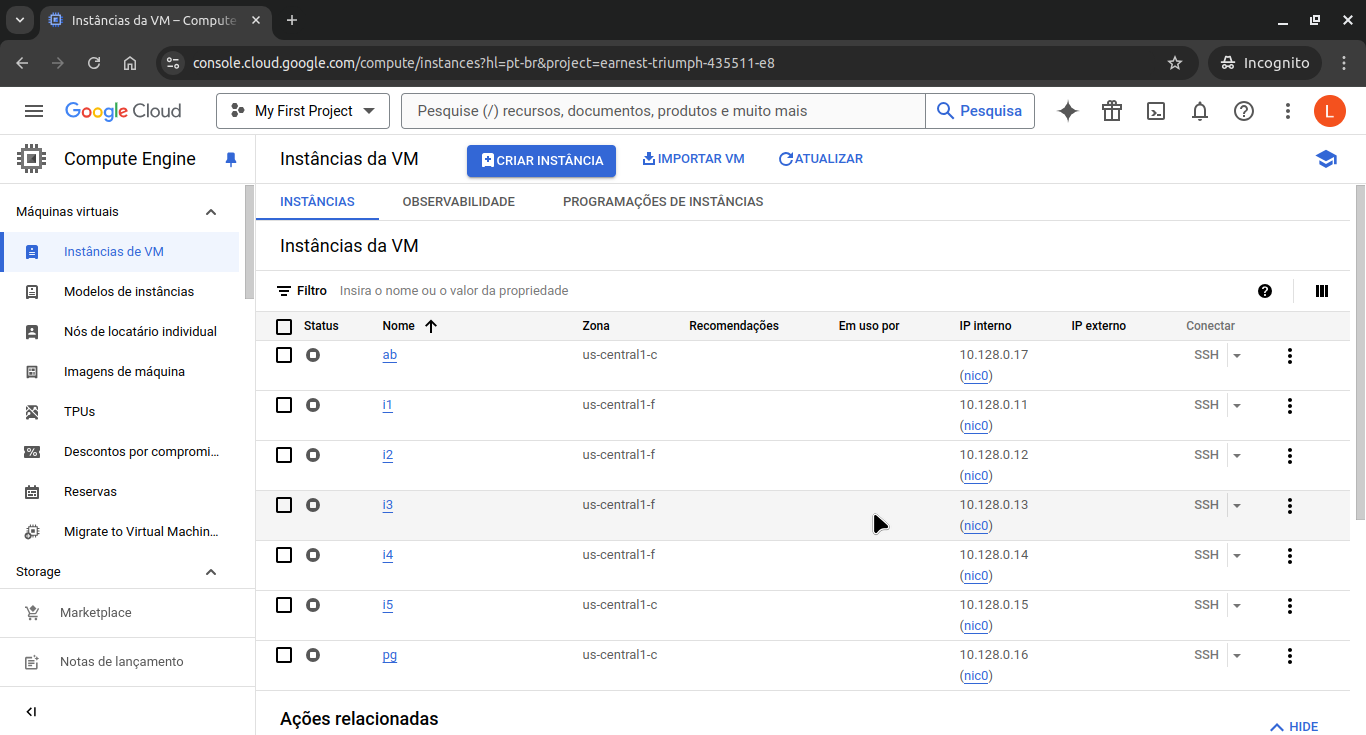 Instâncias da VM – Compute
console.cloud.google.com/compute/instances?hl=pt-br&project=earnest-triumph-435511-e8
Incognito
Google Cloud
My First Project
Pesquise (/) recursos, documentos, produtos e muito mais
Pesquisa
L
Compute Engine
Instâncias da VM
CRIAR INSTÂNCIA
IMPORTAR VM
ATUALIZAR
Máquinas virtuais
Instâncias de VM
Modelos de instâncias
Nós de locatário individual
Imagens de máquina
TPUs
Descontos por compromi...
Reservas
Migrate to Virtual Machin...
Storage
Marketplace
Notas de lançamento
INSTÂNCIAS OBSERVABILIDADE PROGRAMAÇÕES DE INSTÂNCIAS
Instâncias da VM
Filtro Insira o nome ou o valor da propriedade
Status Nome Zona Recomendações Em uso por IP interno IP externo Conectar
ab us-central1-c 10.128.0.17 SSH
(nic0)
i1 us-central1-f 10.128.0.11 SSH
(nic0)
i2 us-central1-f 10.128.0.12 SSH
(nic0)
i3 us-central1-f 10.128.0.13 SSH
(nic0)
i4 us-central1-f 10.128.0.14 SSH
(nic0)
i5 us-central1-c 10.128.0.15 SSH
(nic0)
pg us-central1-c 10.128.0.16 SSH
(nic0)
Ações relacionadas
HIDE